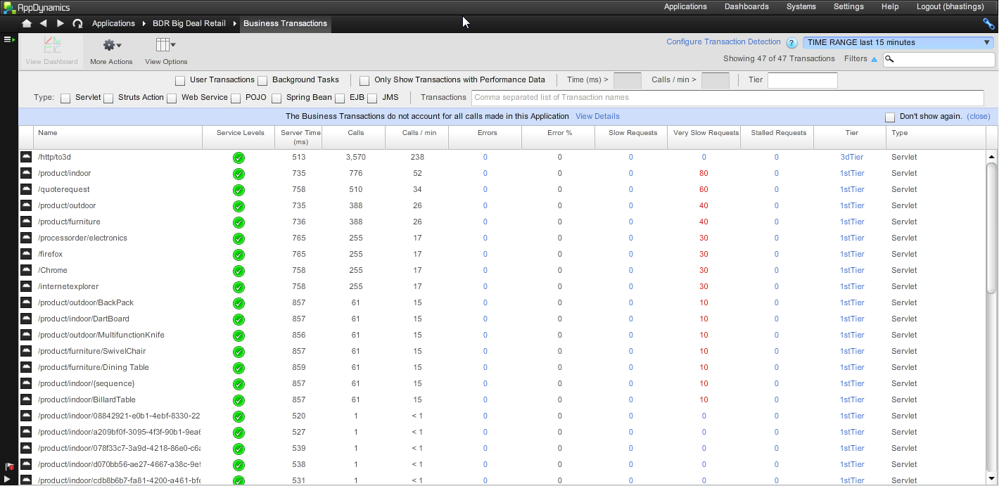 AppDynamics Applications Dashboards Systems Settings Help Logout (bhastings)
Applications BDR Big Deal Retail Business Transactions
View Dashboard More Actions View Options
Configure Transaction Detection ? TIME RANGE last 15 minutes
Showing 47 of 47 Transactions Filters
User Transactions Background Tasks Only Show Transactions with Performance Data Time (ms) > Calls / min > Tier
Type: Servlet Struts Action Web Service POJO Spring Bean EJB JMS Transactions Comma separated list of Transaction names
The Business Transactions do not account for all calls made in this Application View Details Don't show again. (close)
Name Service Levels Server Time (ms) Calls Calls / min Errors Error % Slow Requests Very Slow Requests Stalled Requests Tier Type
/http/to3d 513 3,570 238 0 0 0 0 0 3dTier Servlet
/product/indoor 735 776 52 0 0 0 80 0 1stTier Servlet
/quoterequest 758 510 34 0 0 0 60 0 1stTier Servlet
/product/outdoor 735 388 26 0 0 0 40 0 1stTier Servlet
/product/furniture 736 388 26 0 0 0 40 0 1stTier Servlet
/processorder/electronics 765 255 17 0 0 0 30 0 1stTier Servlet
/firefox 765 255 17 0 0 0 30 0 1stTier Servlet
/Chrome 758 255 17 0 0 0 30 0 1stTier Servlet
/internetexplorer 758 255 17 0 0 0 30 0 1stTier Servlet
/product/outdoor/BackPack 857 61 15 0 0 0 10 0 1stTier Servlet
/product/indoor/DartBoard 857 61 15 0 0 0 10 0 1stTier Servlet
/product/outdoor/MultifunctionKnife 856 61 15 0 0 0 10 0 1stTier Servlet
/product/furniture/SwivelChair 857 61 15 0 0 0 10 0 1stTier Servlet
/product/furniture/Dining Table 859 61 15 0 0 0 10 0 1stTier Servlet
/product/indoor/{sequence} 857 61 15 0 0 0 10 0 1stTier Servlet
/product/indoor/BillardTable 857 61 15 0 0 0 10 0 1stTier Servlet
/product/indoor/08842921-e0b1-4ebf-8330-22 520 1 < 1 0 0 0 0 0 1stTier Servlet
/product/indoor/a209bf0f-3095-4f3f-90b1-9ea6 527 1 < 1 0 0 0 0 0 1stTier Servlet
/product/indoor/078f33c7-3a9d-4218-86e0-c6a 539 1 < 1 0 0 0 0 0 1stTier Servlet
/product/indoor/d070bb56-ae27-4667-a38c-9e9 538 1 < 1 0 0 0 0 0 1stTier Servlet
/product/indoor/cdb8b6b7-fa81-4200-a461-bfe 531 1 < 1 0 0 0 0 0 1stTier Servlet